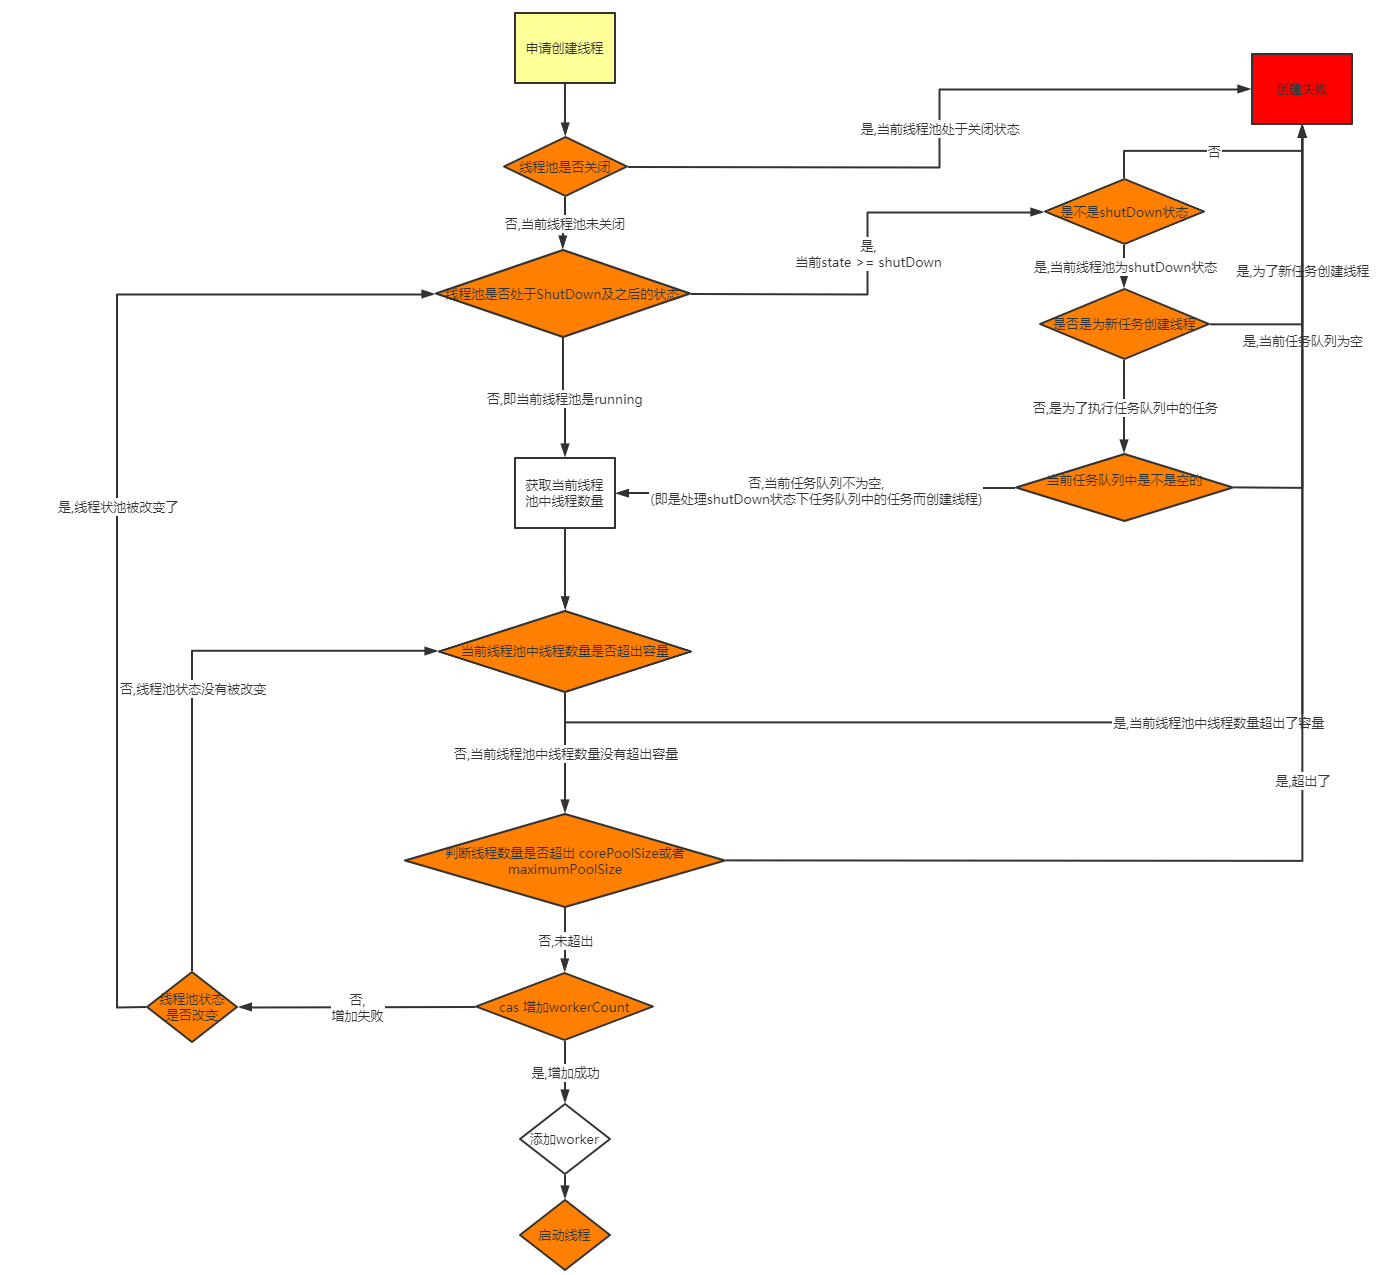 申请创建线程
创建失败
是,当前线程池处于关闭状态
否
线程池是否关闭
是不是shutDown状态
否,当前线程池未关闭
是,
当前state >= shutDown
是,当前线程池为shutDown状态
是,为了新任务创建线程
线程池是否处于ShutDown及之后的状态
是否是为新任务创建线程
是,当前任务队列为空
否,即当前线程池是running
否,是为了执行任务队列中的任务
获取当前线程
池中线程数量
否,当前任务队列不为空,
(即是处理shutDown状态下任务队列中的任务而创建线程)
当前任务队列中是不是空的
是,线程状池被改变了
当前线程池中线程数量是否超出容量
否,线程池状态没有被改变
是,当前线程池中线程数量超出了容量
否,当前线程池中线程数量没有超出容量
是,超出了
判断线程数量是否超出 corePoolSize或者
maximumPoolSize
否,未超出
线程池状态
是否改变
否,
增加失败
cas 增加workerCount
是,增加成功
添加worker
启动线程